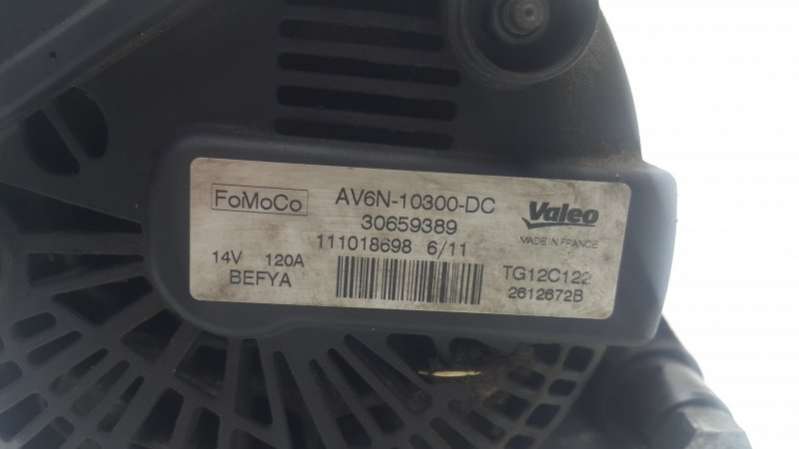 FoMoCo
AV6N-10300-DC
30659389
111018698 6/11
14V 120A
BEFYA
Valeo
MADE IN FRANCE
TG12C122
2612672B